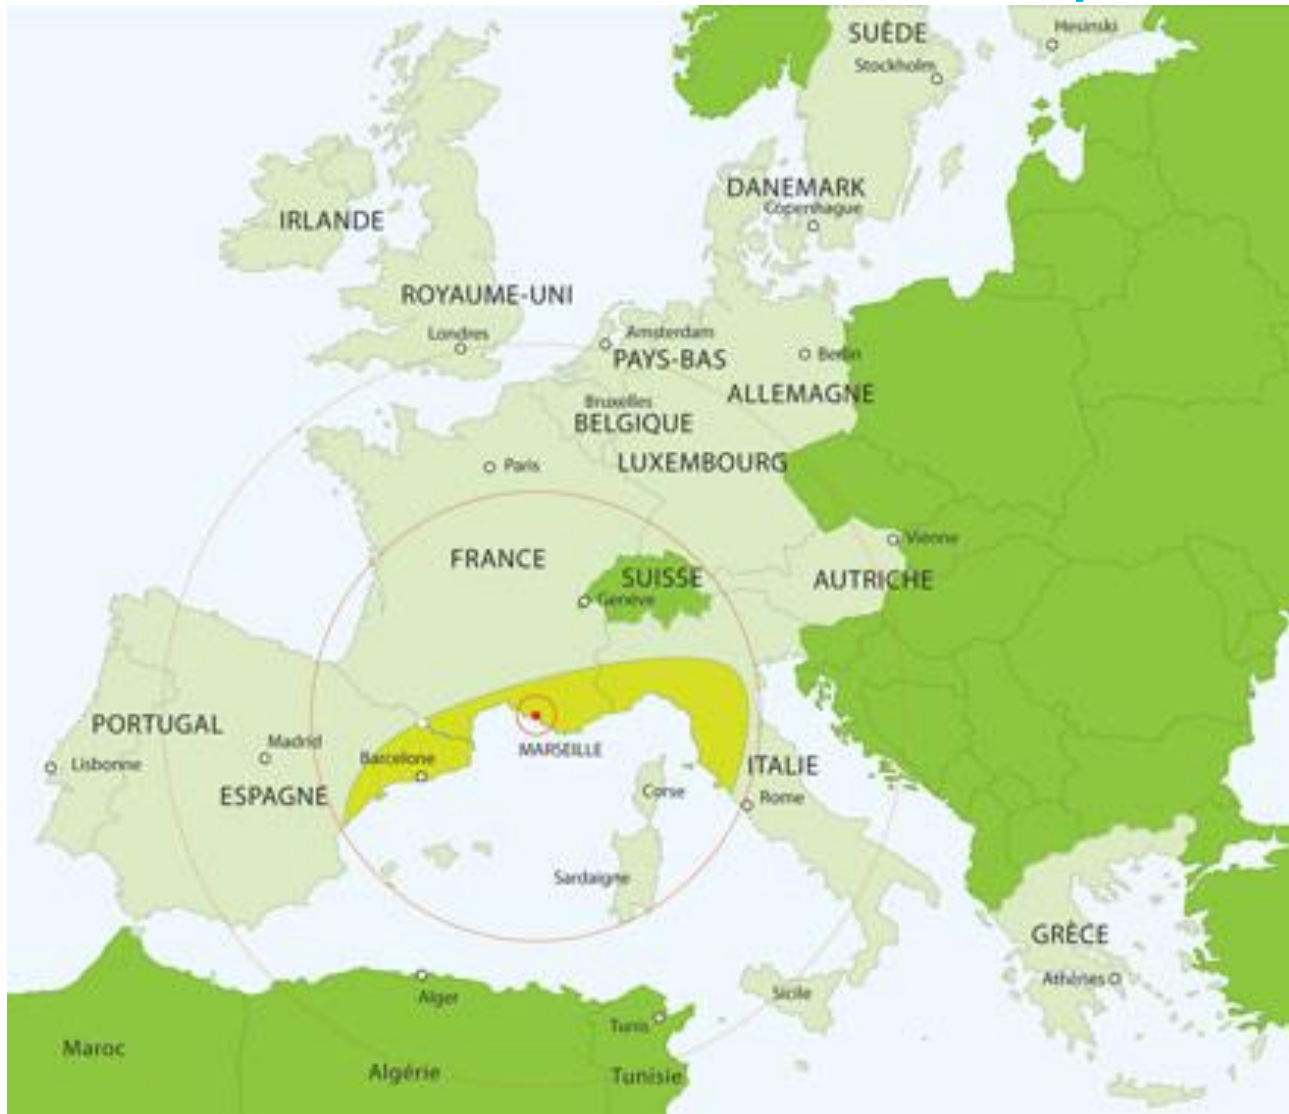 SUÈDE
Hesinski
Stockholm
DANEMARK
Copenhague
IRLANDE
ROYAUME-UNI
Londres
Amsterdam
PAYS-BAS
Berlin
ALLEMAGNE
Bruxelles
BELGIQUE
LUXEMBOURG
Paris
FRANCE
SUISSE
Genève
Vienne
AUTRICHE
PORTUGAL
Lisbonne
Madrid
ESPAGNE
Barcelone
MARSEILLE
Corse
ITALIE
Rome
Sardaigne
GRÈCE
Athènes
Sicile
Alger
Tunis
Maroc
Algérie
Tunisie